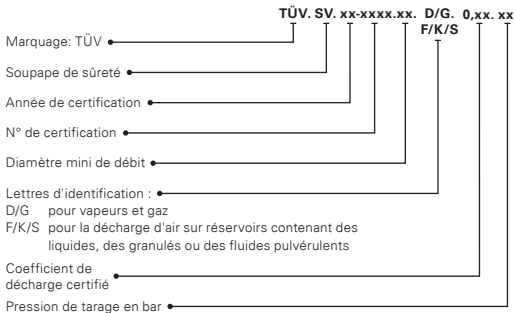 TÜV. SV. xx-xxxx.xx. D/G. 0,xx. xx
F/K/S
Marquage: TÜV
Soupape de sûreté
Année de certification
N° de certification
Diamètre mini de débit
Lettres d'identification :
D/G pour vapeurs et gaz
F/K/S pour la décharge d'air sur réservoirs contenant des
liquides, des granulés ou des fluides pulvérulents
Coefficient de
décharge certifié
Pression de tarage en bar